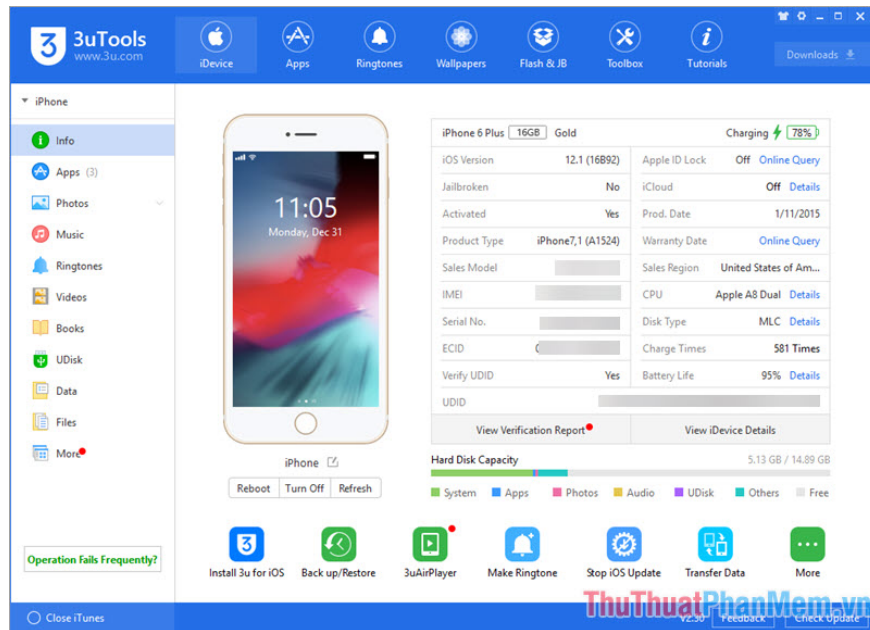 3uTools
www.3u.com
iDevice
Apps
Ringtones
Wallpapers
Flash & JB
Toolbox
Tutorials
Downloads
iPhone
Info
Apps (3)
Photos
Music
Ringtones
Videos
Books
UDisk
Data
Files
More
Operation Fails Frequently?
Close iTunes
11:05
Monday, Dec 31
iPhone
Reboot Turn Off Refresh
iPhone 6 Plus 16GB Gold Charging 78%
iOS Version 12.1 (16B92) Apple ID Lock Off Online Query
Jailbroken No iCloud Off Details
Activated Yes Prod. Date 1/11/2015
Product Type iPhone7,1 (A1524) Warranty Date Online Query
Sales Model Sales Region United States of Am...
IMEI CPU Apple A8 Dual Details
Serial No. Disk Type MLC Details
ECID Charge Times 581 Times
Verify UDID Yes Battery Life 95% Details
UDID
View Verification Report View iDevice Details
Hard Disk Capacity 5.13 GB / 14.89 GB
System Apps Photos Audio UDisk Others Free
Install 3u for iOS Back up/Restore 3uAirPlayer Make Ringtone Stop iOS Update Transfer Data More
ThuThuatPhanMem.vn
V2.30 Feedback Check Update